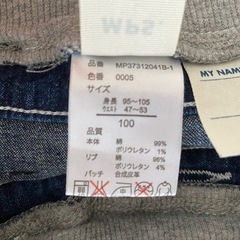 MPS
品番 MP37312041B-1
色番 0005
サイズ
身長 95〜105
ウエスト 47〜53
100
品質
本体 綿 99%
ポリウレタン 1%
リブ 綿 96%
ポリウレタン 4%
パッチ 合成皮革
MY NAME